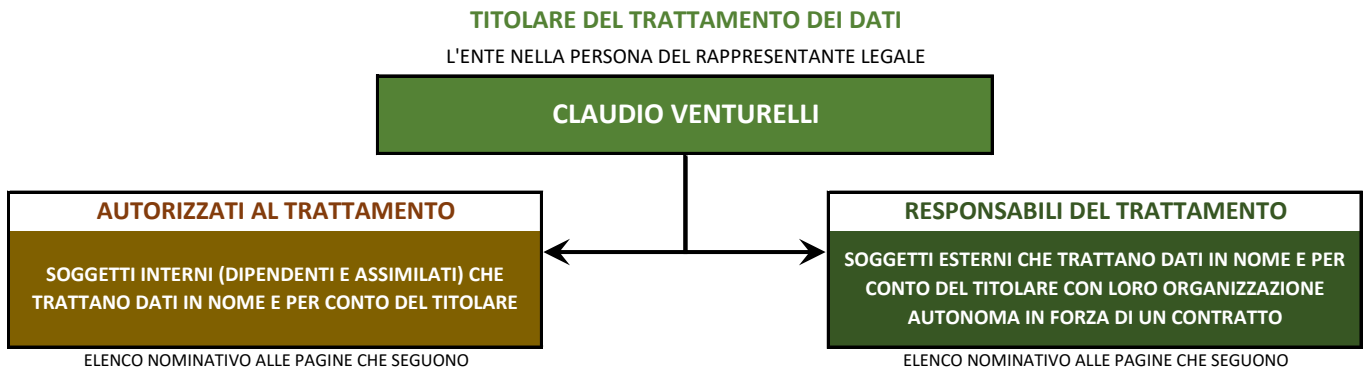 TITOLARE DEL TRATTAMENTO DEI DATI
L'ENTE NELLA PERSONA DEL RAPPRESENTANTE LEGALE
CLAUDIO VENTURELLI
AUTORIZZATI AL TRATTAMENTO
SOGGETTI INTERNI (DIPENDENTI E ASSIMILATI) CHE
TRATTANO DATI IN NOME E PER CONTO DEL TITOLARE
ELENCO NOMINATIVO ALLE PAGINE CHE SEGUONO
RESPONSABILI DEL TRATTAMENTO
SOGGETTI ESTERNI CHE TRATTANO DATI IN NOME E PER
CONTO DEL TITOLARE CON LORO ORGANIZZAZIONE
AUTONOMA IN FORZA DI UN CONTRATTO
ELENCO NOMINATIVO ALLE PAGINE CHE SEGUONO